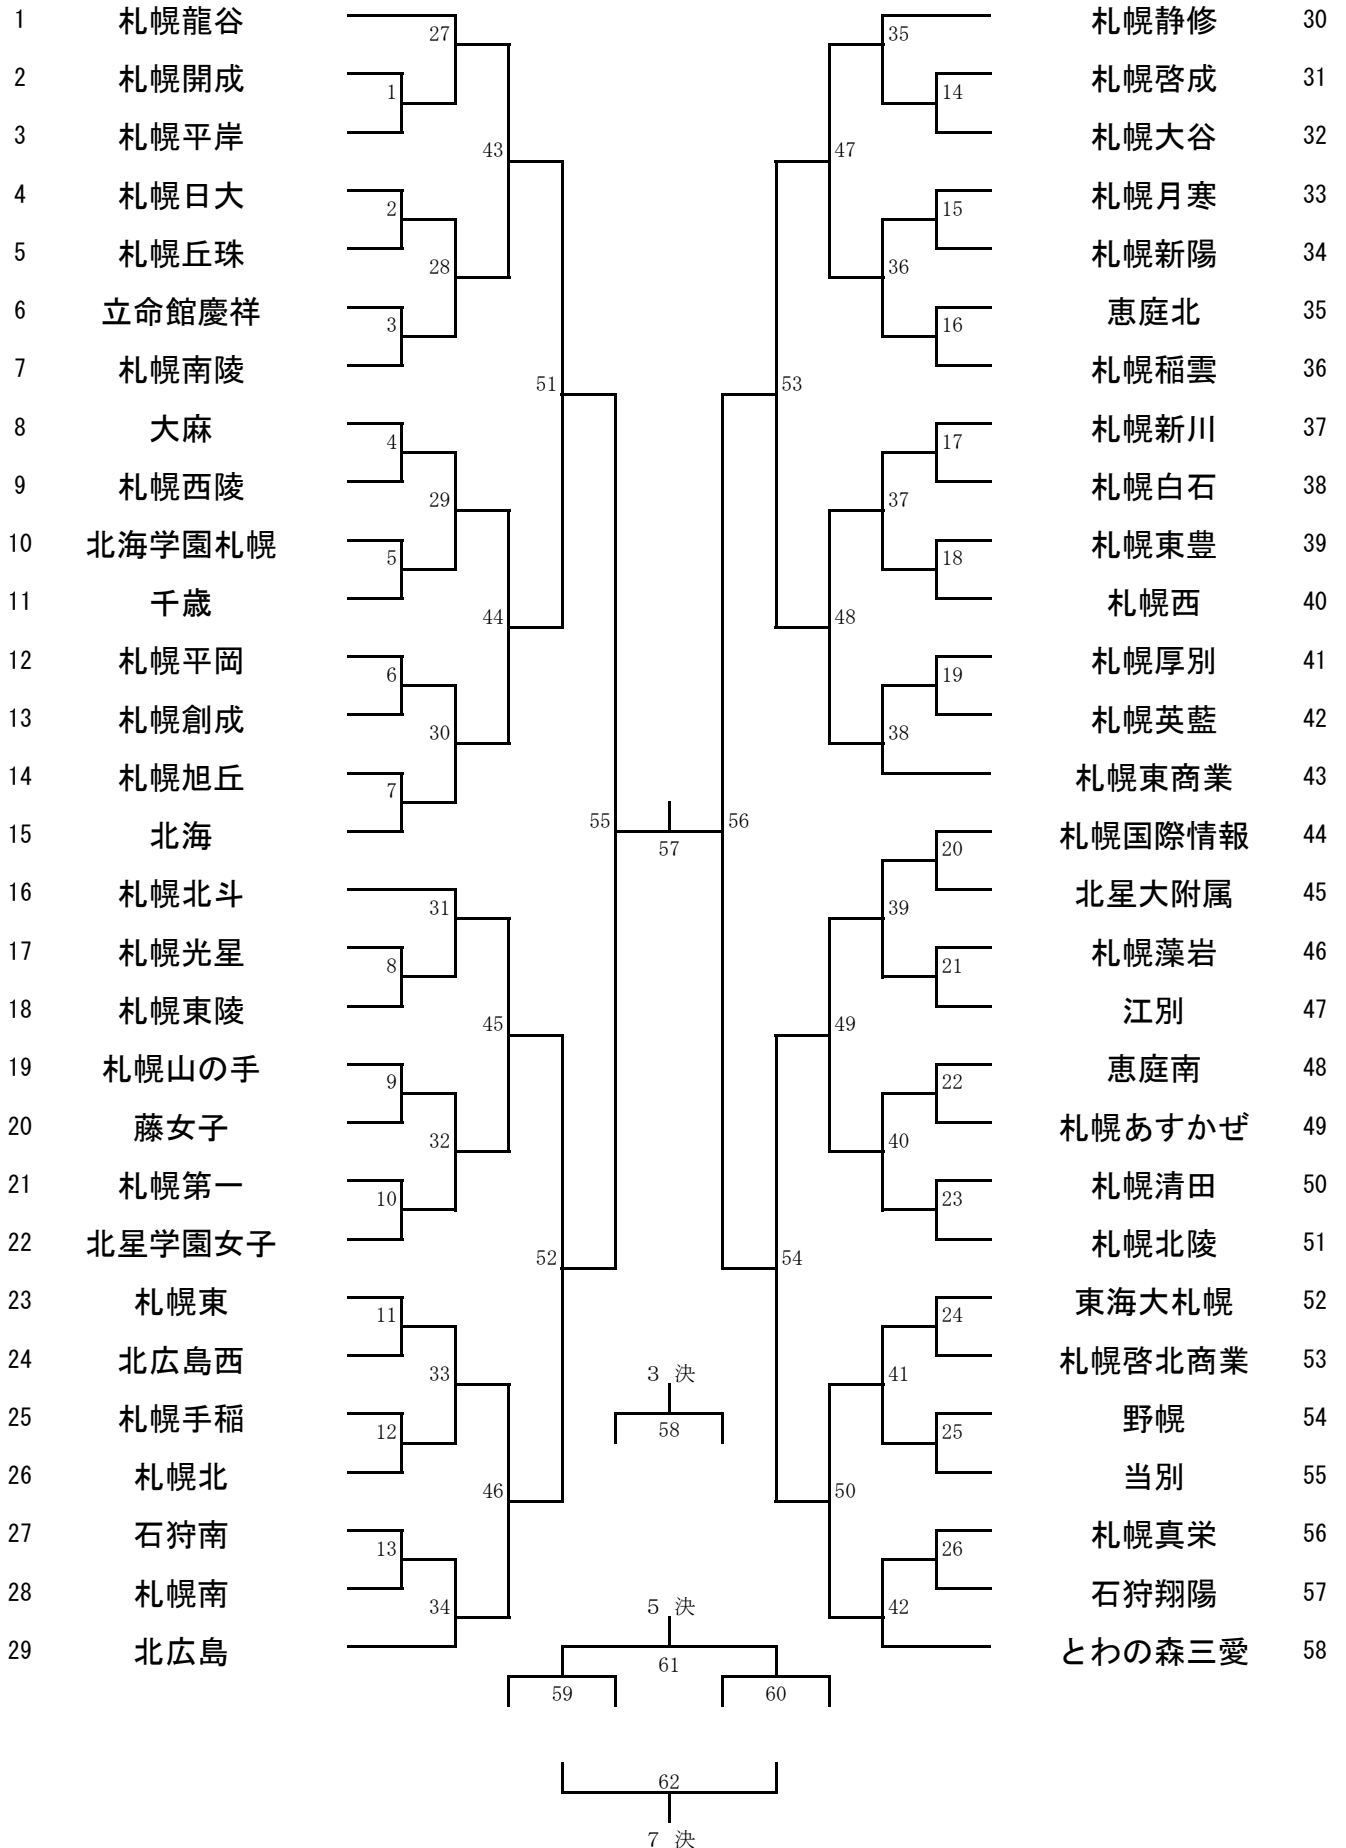 1 札幌龍谷
2 札幌開成
3 札幌平岸
4 札幌日大
5 札幌丘珠
6 立命館慶祥
7 札幌南陵
8 大麻
9 札幌西陵
10 北海学園札幌
11 千歳
12 札幌平岡
13 札幌創成
14 札幌旭丘
15 北海
16 札幌北斗
17 札幌光星
18 札幌東陵
19 札幌山の手
20 藤女子
21 札幌第一
22 北星学園女子
23 札幌東
24 北広島西
25 札幌手稲
26 札幌北
27 石狩南
28 札幌南
29 北広島
27
1
43
2
28
3
51
4
29
5
44
6
30
7
55
31
8
45
9
32
10
52
11
33
12
46
13
34
57
3 決
58
5 決
61
59
60
62
7 決
35
14
47
15
36
16
53
17
37
18
48
19
38
56
20
39
21
49
22
40
23
54
24
41
25
50
26
42
札幌静修 30
札幌啓成 31
札幌大谷 32
札幌月寒 33
札幌新陽 34
恵庭北 35
札幌稲雲 36
札幌新川 37
札幌白石 38
札幌東豊 39
札幌西 40
札幌厚別 41
札幌英藍 42
札幌東商業 43
札幌国際情報 44
北星大附属 45
札幌藻岩 46
江別 47
恵庭南 48
札幌あすかぜ 49
札幌清田 50
札幌北陵 51
東海大札幌 52
札幌啓北商業 53
野幌 54
当別 55
札幌真栄 56
石狩翔陽 57
とわの森三愛 58